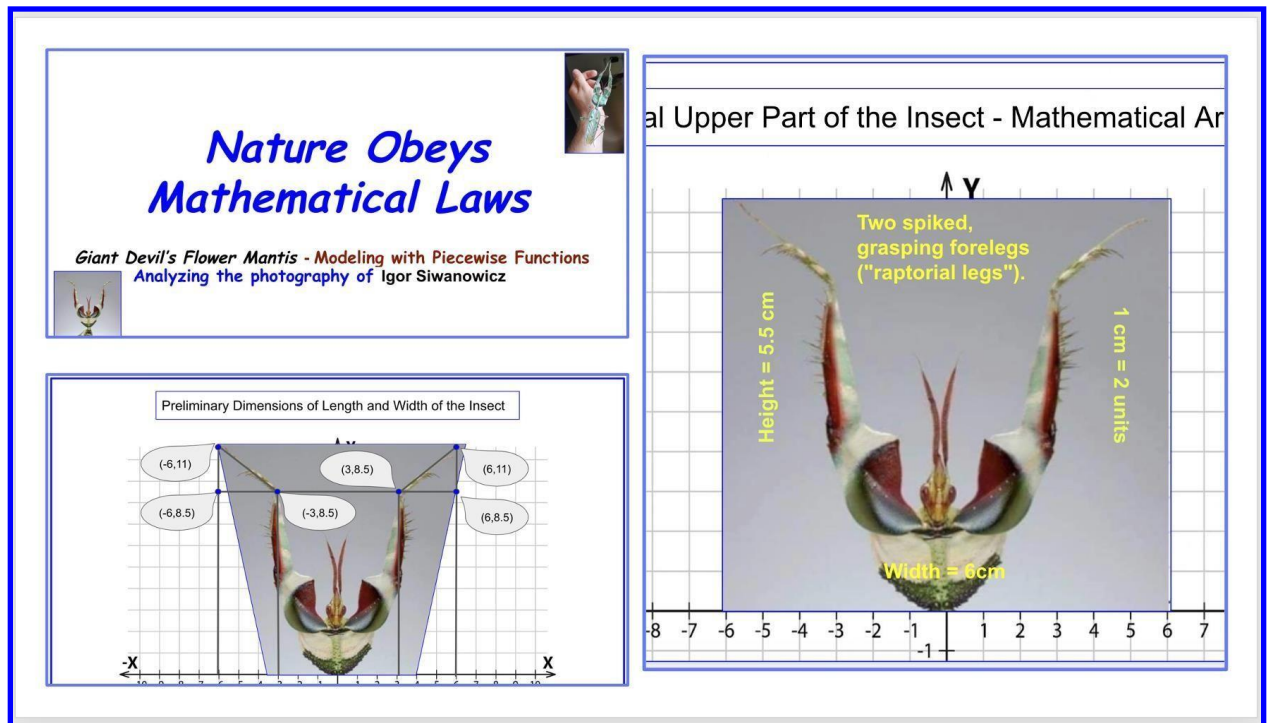 Nature Obeys
Mathematical Laws
Giant Devil's Flower Mantis - Modeling with Piecewise Functions
Analyzing the photography of Igor Siwanowicz
Preliminary Dimensions of Length and Width of the Insect
(-6,11)
(3,8.5)
(6,11)
(-6,8.5)
(-3,8.5)
(6,8.5)
-X
X
al Upper Part of the Insect - Mathematical Ar
Y
Two spiked,
grasping forelegs
("raptorial legs").
Height = 5.5 cm
1 cm = 2 units
Width = 6cm
-8 -7 -6 -5 -4 -3 -2 -1 1 2 3 4 5 6 7
-1